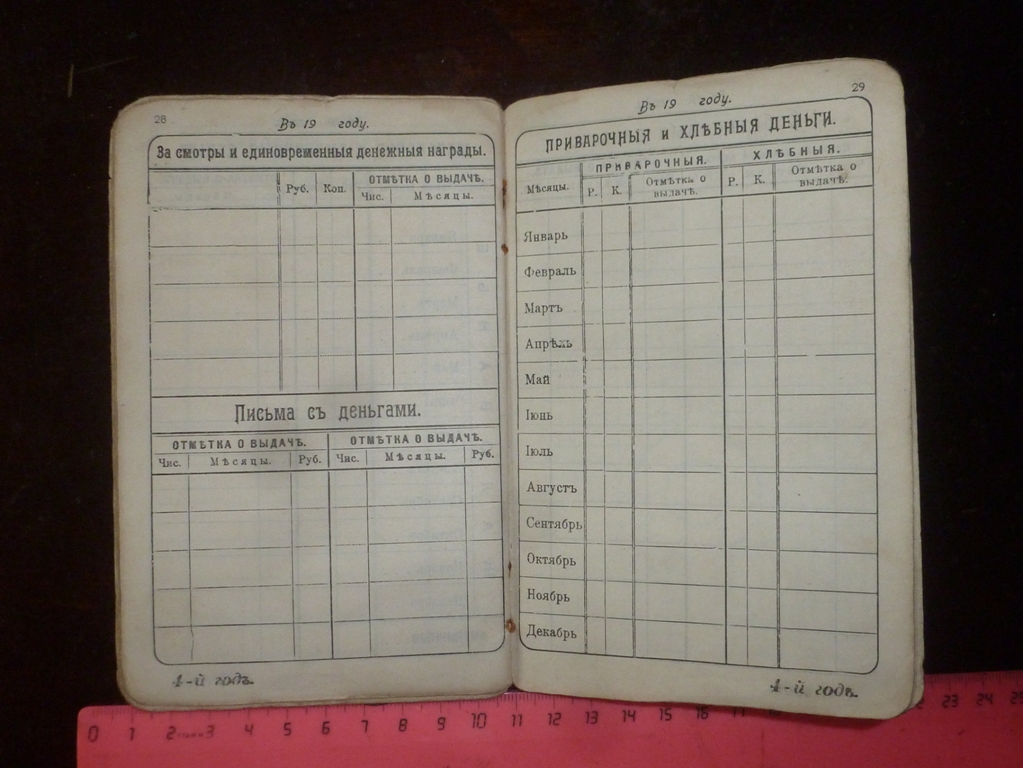 28
Въ 19 году.
За смотры и единовременныя денежныя награды.
Руб. Коп. ОТМѢТКА О ВЫДАЧѢ.
Чис. Мѣсяцы.
Письма съ деньгами.
ОТМѢТКА О ВЫДАЧѢ. ОТМѢТКА О ВЫДАЧѢ.
Чис. Мѣсяцы. Руб. Чис. Мѣсяцы. Руб.
4-й годъ.
29
Въ 19 году.
ПРИВАРОЧНЫЯ и ХЛѢБНЫЯ ДЕНЬГИ.
Мѣсяцы. ПРИВАРОЧНЫЯ. ХЛѢБНЫЯ.
Р. К. Отмѣтка о выдачѣ. Р. К. Отмѣтка о выдачѣ.
Январь
Февраль
Мартъ
Апрѣль
Май
Іюнь
Іюль
Августъ
Сентябрь
Октябрь
Ноябрь
Декабрь
4-й годъ.
0 1 2 3 4 5 6 7 8 9 10 11 12 13 14 15 16 17 18 22 23 24 25